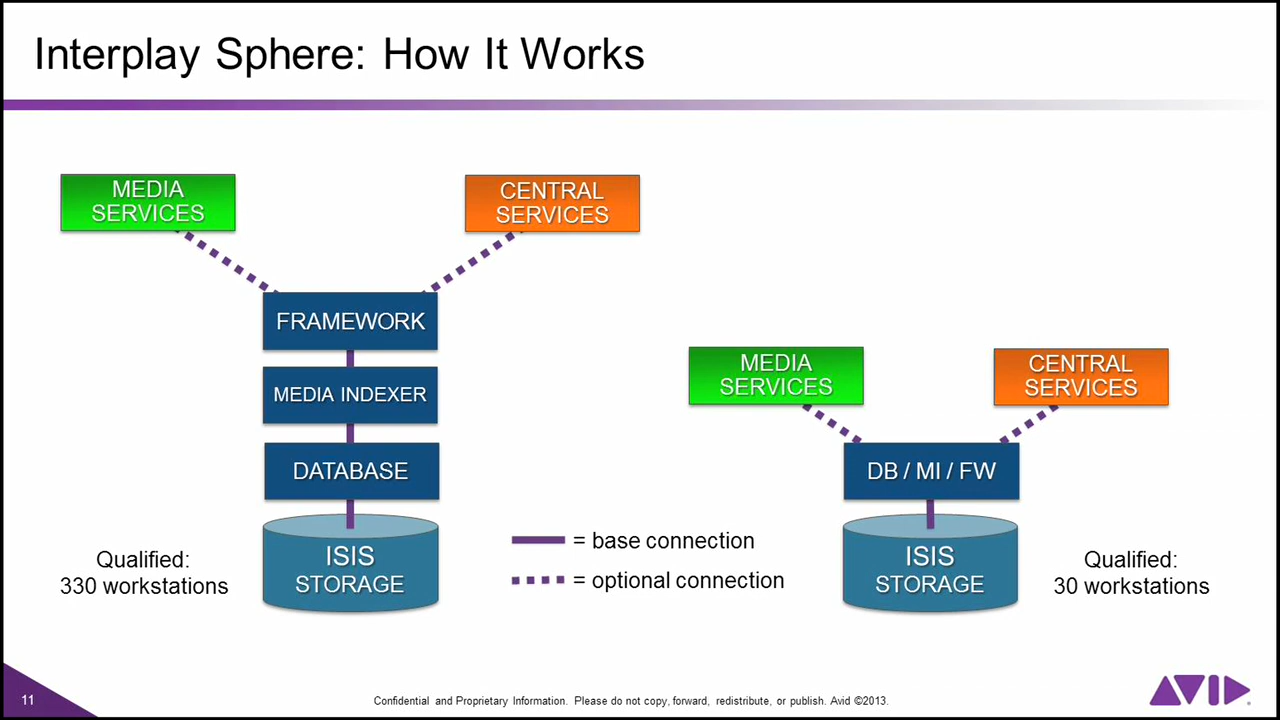 Interplay Sphere: How It Works
MEDIA
SERVICES
CENTRAL
SERVICES
FRAMEWORK
MEDIA INDEXER
DATABASE
ISIS
STORAGE
Qualified:
330 workstations
= base connection
= optional connection
MEDIA
SERVICES
CENTRAL
SERVICES
DB / MI / FW
ISIS
STORAGE
Qualified:
30 workstations
11
Confidential and Proprietary Information. Please do not copy, forward, redistribute, or publish. Avid ©2013.
AVID